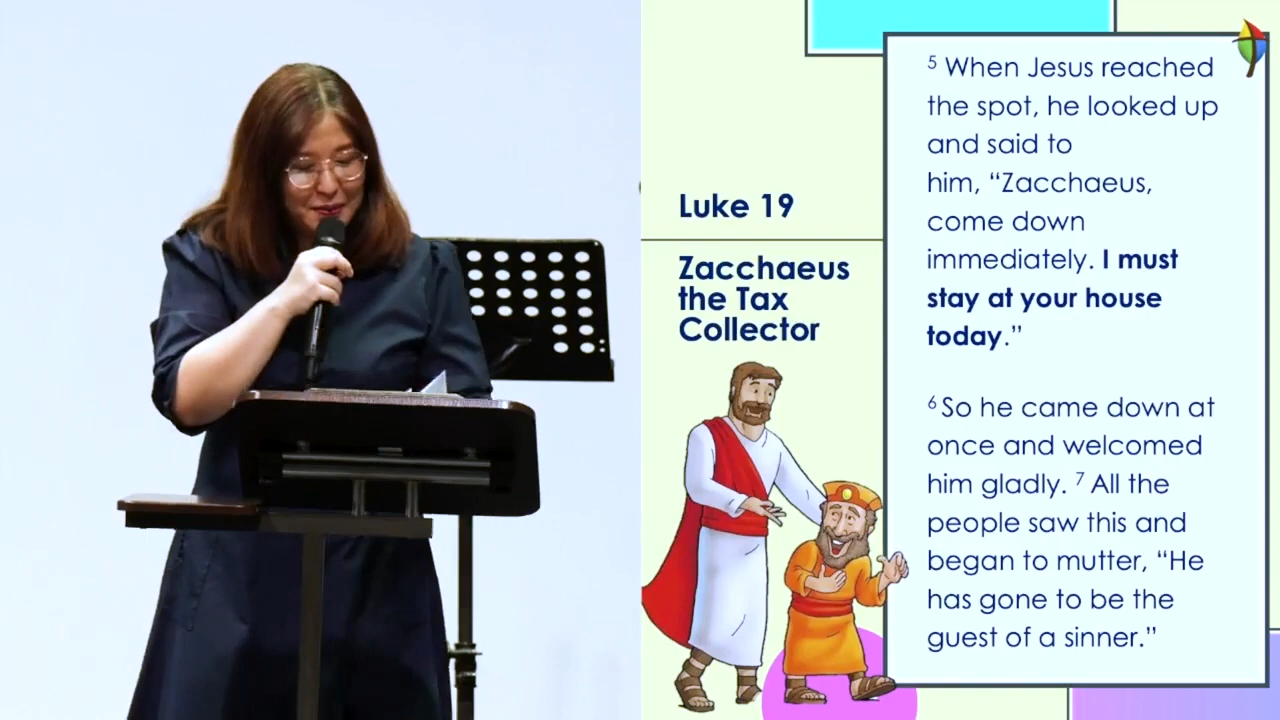 Luke 19
Zacchaeus
the Tax
Collector
⁵ When Jesus reached
the spot, he looked up
and said to
him, “Zacchaeus,
come down
immediately. I must
stay at your house
today.”
⁶ So he came down at
once and welcomed
him gladly. ⁷ All the
people saw this and
began to mutter, “He
has gone to be the
guest of a sinner.”